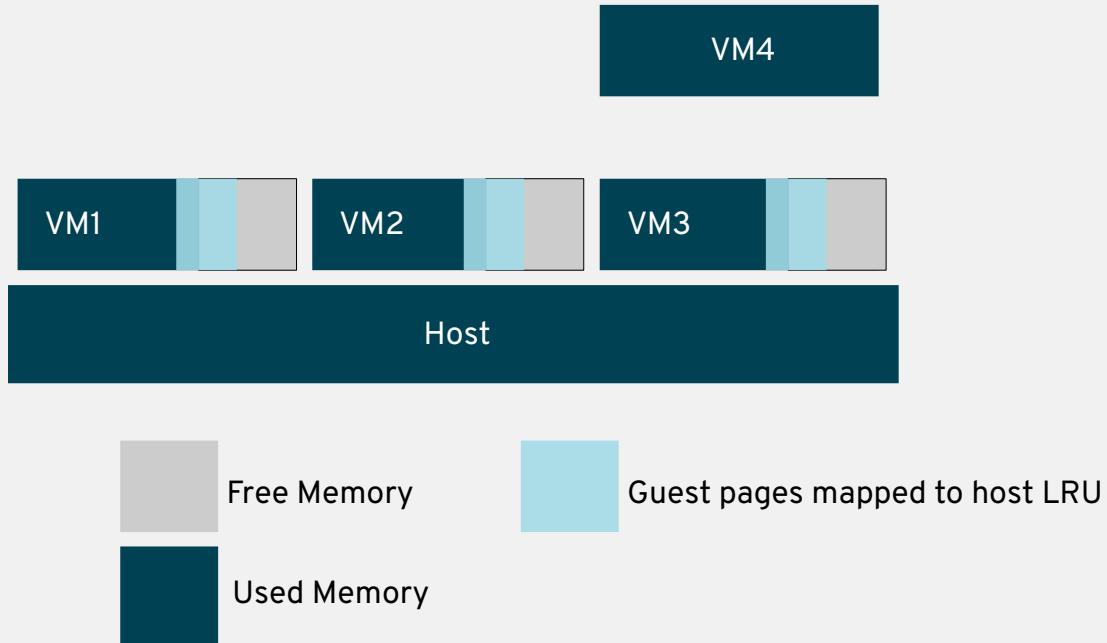 VM4
VM1
VM2
VM3
Host
Free Memory
Guest pages mapped to host LRU
Used Memory